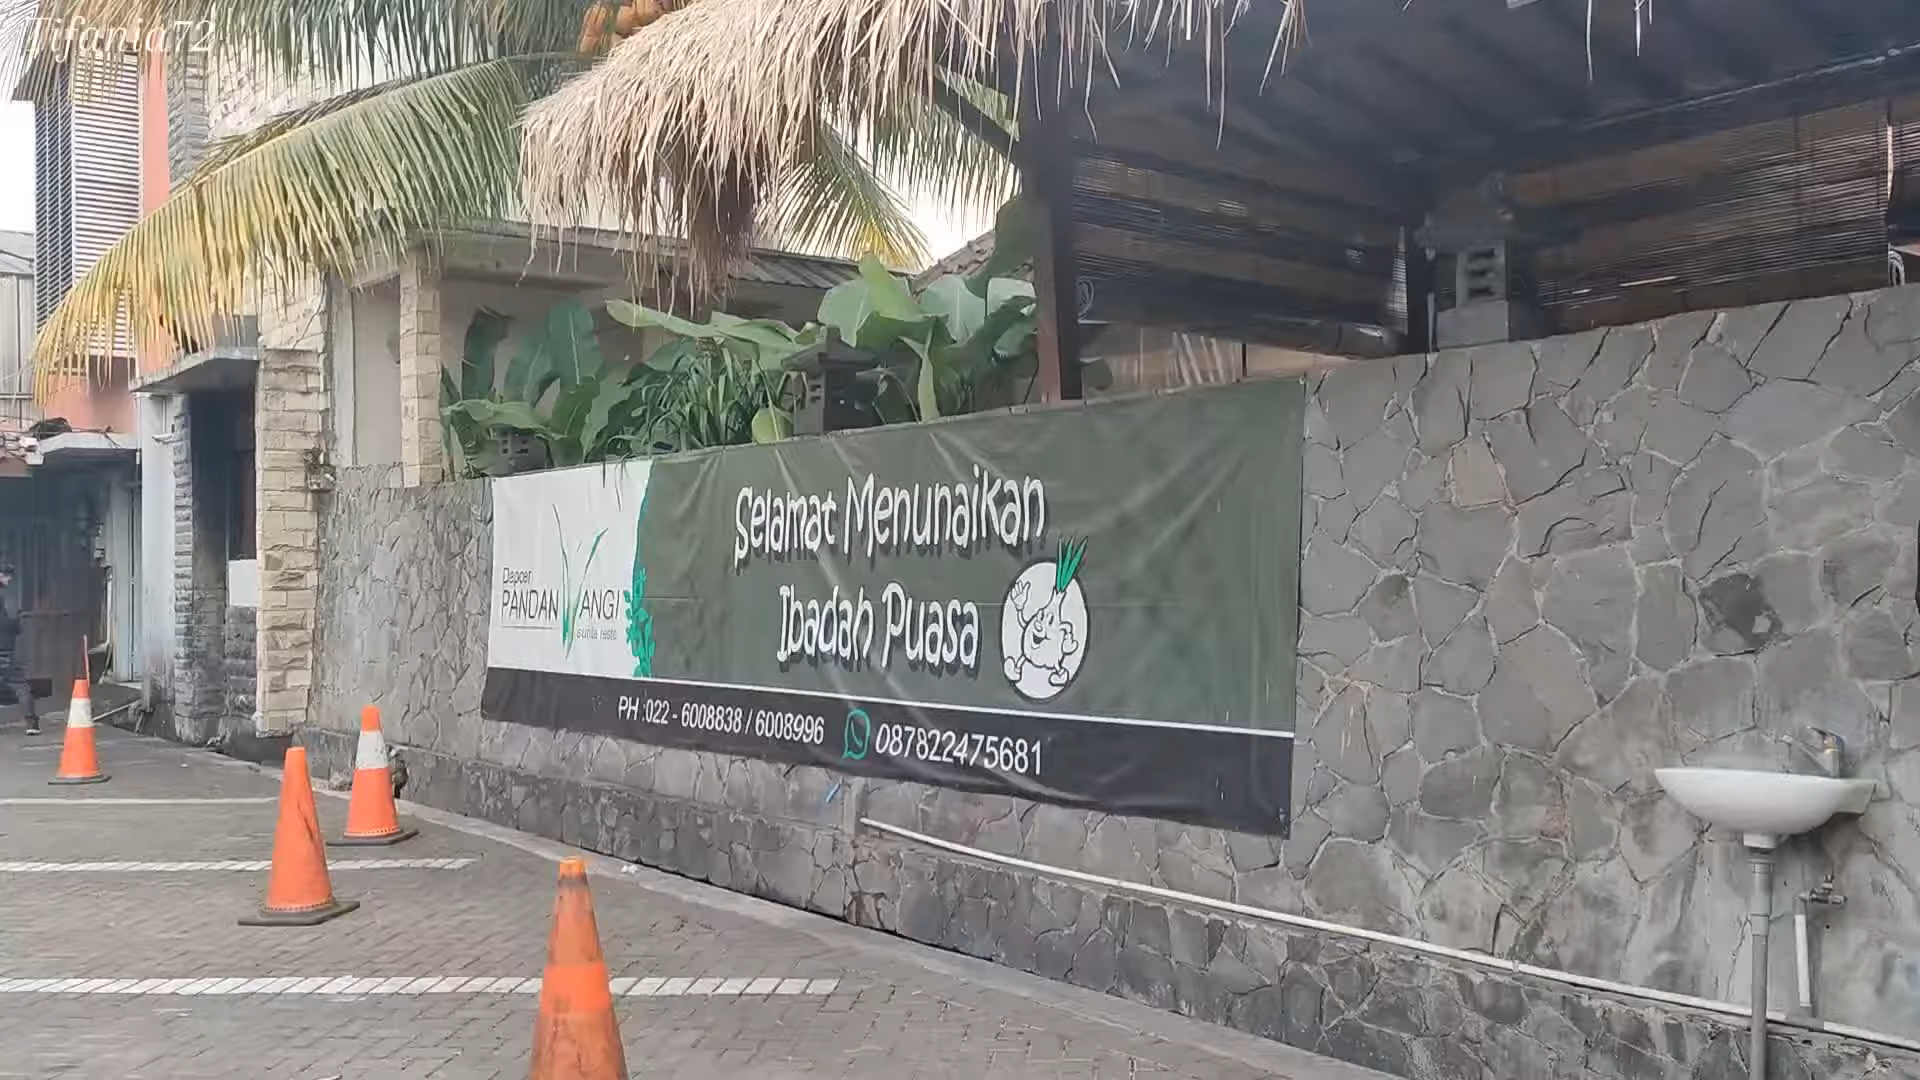 Tifania72
Selamat Menunaikan
Ibadah Puasa
Dapoer
PANDAN WANGI
sunda resto
PH :022 - 6008838 / 6008996
087822475681